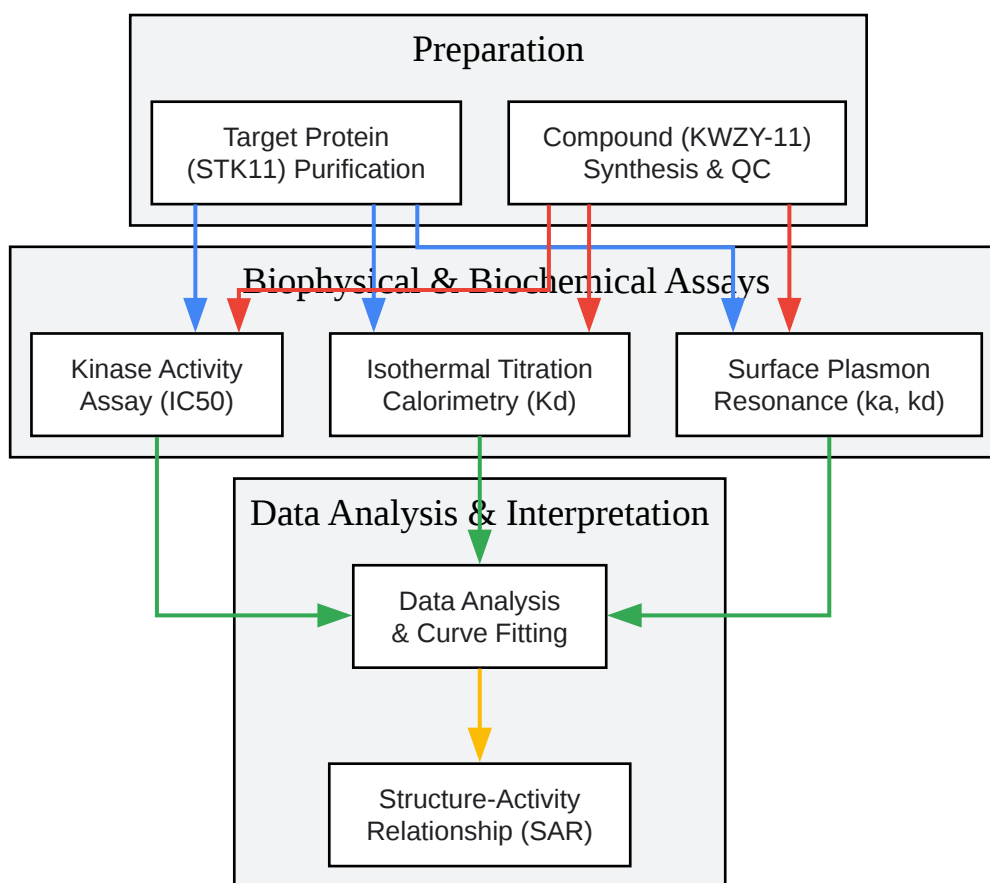 Preparation
Target Protein
(STK11) Purification
Compound (KWZY-11)
Synthesis & QC
Biophysical & Biochemical Assays
Kinase Activity
Assay (IC50)
Isothermal Titration
Calorimetry (Kd)
Surface Plasmon
Resonance (ka, kd)
Data Analysis & Interpretation
Data Analysis
& Curve Fitting
Structure-Activity
Relationship (SAR)